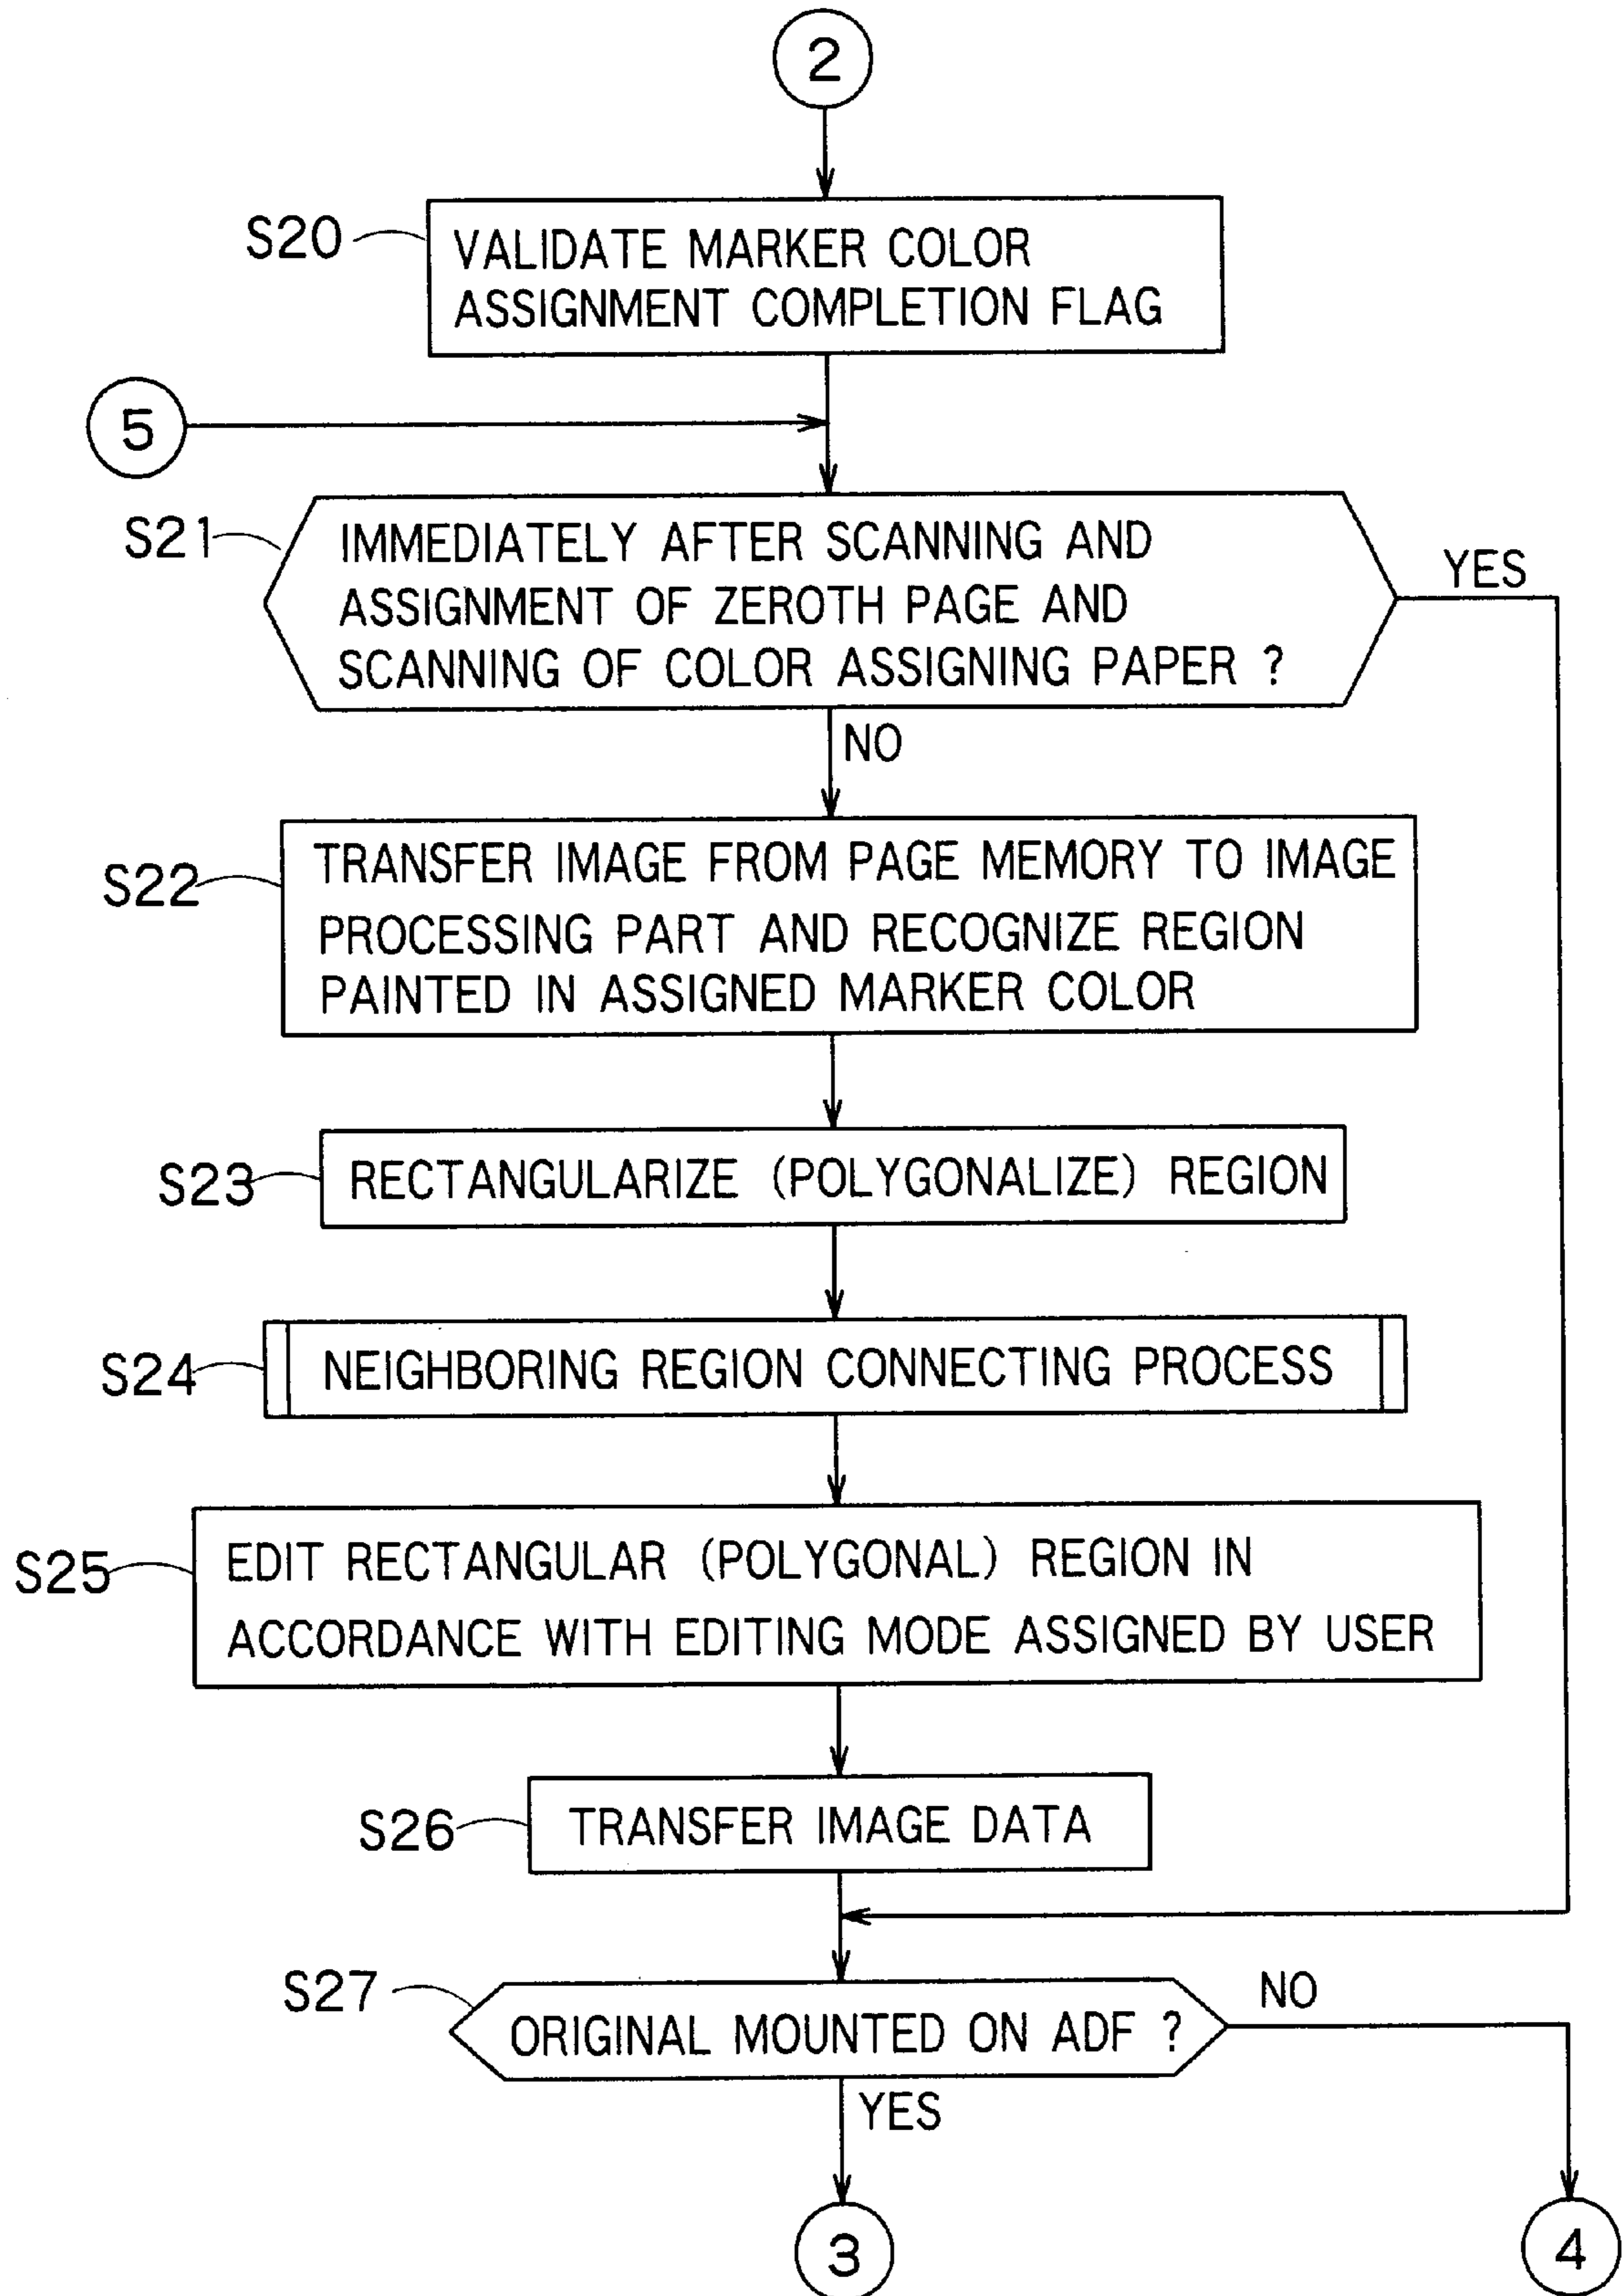 2
S20
VALIDATE MARKER COLOR
ASSIGNMENT COMPLETION FLAG
5
S21
IMMEDIATELY AFTER SCANNING AND
ASSIGNMENT OF ZEROTH PAGE AND
SCANNING OF COLOR ASSIGNING PAPER ?
YES
NO
S22
TRANSFER IMAGE FROM PAGE MEMORY TO IMAGE
PROCESSING PART AND RECOGNIZE REGION
PAINTED IN ASSIGNED MARKER COLOR
S23
RECTANGULARIZE (POLYGONALIZE) REGION
S24
NEIGHBORING REGION CONNECTING PROCESS
S25
EDIT RECTANGULAR (POLYGONAL) REGION IN
ACCORDANCE WITH EDITING MODE ASSIGNED BY USER
S26
TRANSFER IMAGE DATA
S27
ORIGINAL MOUNTED ON ADF ?
NO
YES
3
4